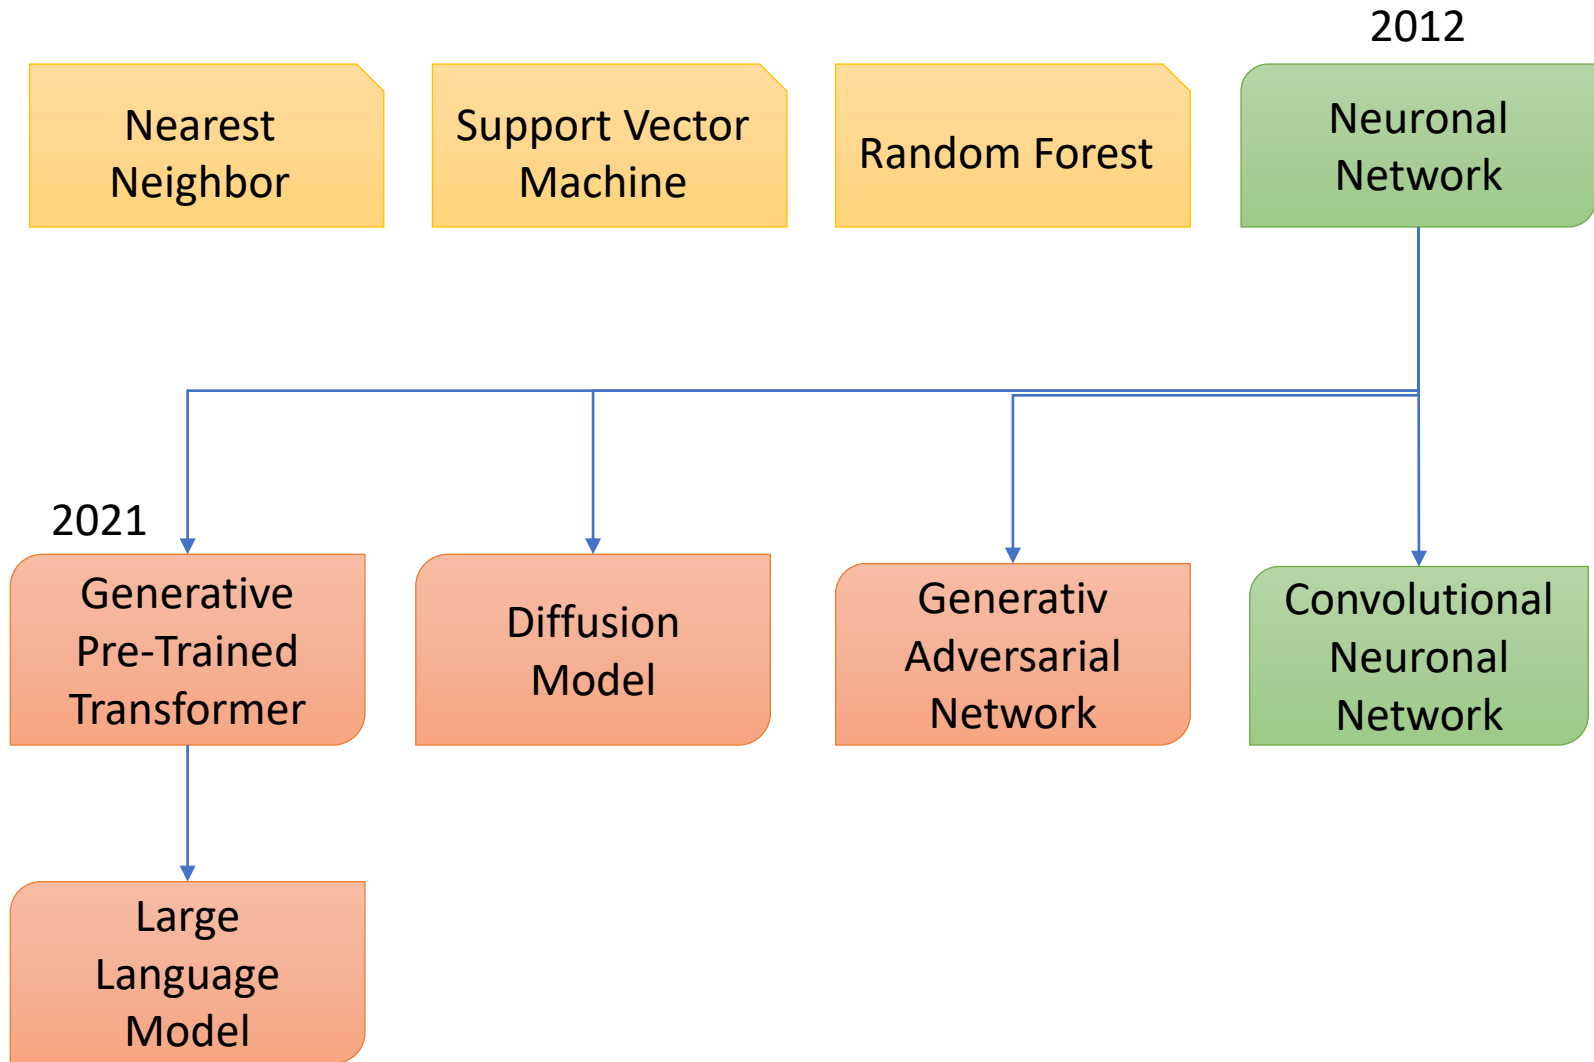 2012
Nearest
Neighbor
Support Vector
Machine
Random Forest
Neuronal
Network
2021
Generative
Pre-Trained
Transformer
Diffusion
Model
Generativ
Adversarial
Network
Convolutional
Neuronal
Network
Large
Language
Model